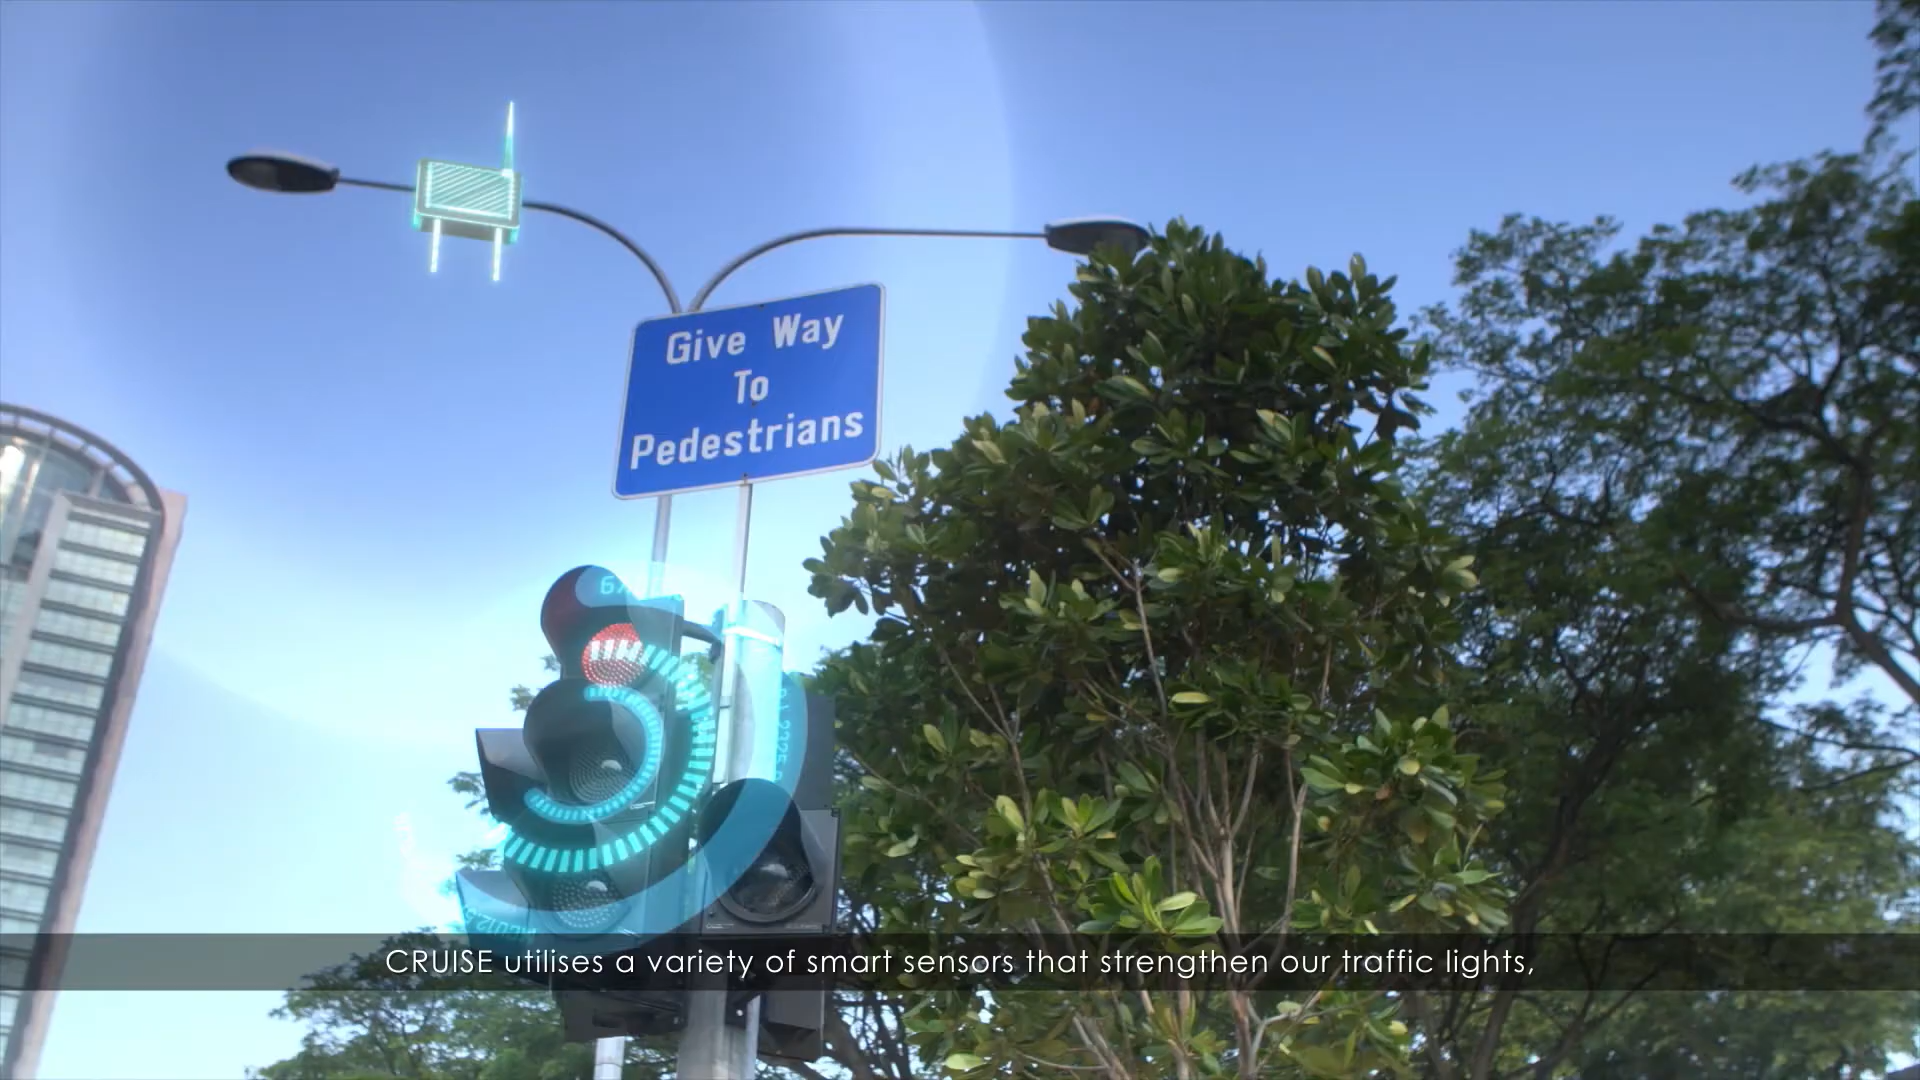 Give Way
To
Pedestrians
CRUISE utilises a variety of smart sensors that strengthen our traffic lights,